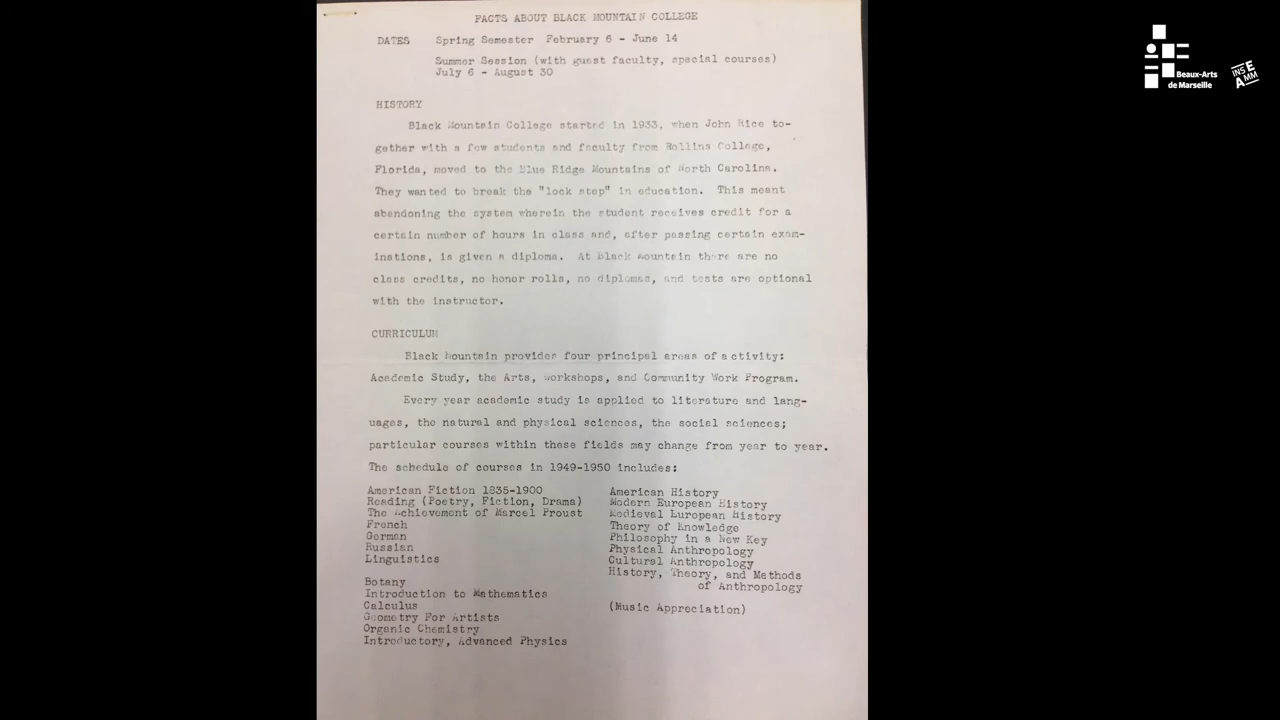 FACTS ABOUT BLACK MOUNTAIN COLLEGE
DATES Spring Semester February 6 - June 14
Summer Session (with guest faculty, special courses)
July 6 - August 30
HISTORY
Black Mountain College started in 1933, when John Rice to-
gether with a few students and faculty from Rollins College,
Florida, moved to the Blue Ridge Mountains of North Carolina.
They wanted to break the "lock step" in education. This meant
abandoning the system wherein the student receives credit for a
certain number of hours in class and, after passing certain exam-
inations, is given a diploma. At black mountain there are no
class credits, no honor rolls, no diplomas, and tests are optional
with the instructor.
CURRICULUM
Black Mountain provides four principal areas of activity:
Academic Study, the Arts, workshops, and Community Work Program.
Every year academic study is applied to literature and lang-
uages, the natural and physical sciences, the social sciences;
particular courses within these fields may change from year to year.
The schedule of courses in 1949-1950 includes:
American Fiction 1835-1900
Reading (Poetry, Fiction, Drama)
The Achievement of Marcel Proust
French
German
Russian
Linguistics
Botany
Introduction to Mathematics
Calculus
Geometry For Artists
Organic Chemistry
Introductory, Advanced Physics
American History
Modern European History
Medieval European History
Theory of Knowledge
Philosophy in a New Key
Physical Anthropology
Cultural Anthropology
History, Theory, and Methods
of Anthropology
(Music Appreciation)
Beaux-Arts
de Marseille
INSE
AMM